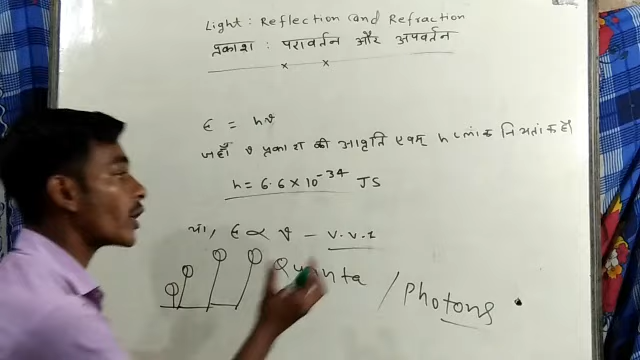 Light : Reflection and Refraction
प्रकाश : परावर्तन और अपवर्तन
x x
ϵ = hν
जहाँ ν प्रकाश की आवृति एवम् h प्लांक नियतांक है।
h = 6.6 × 10⁻³⁴ JS
या, ϵ ∝ ν – V.V.I
Quanta / Photons